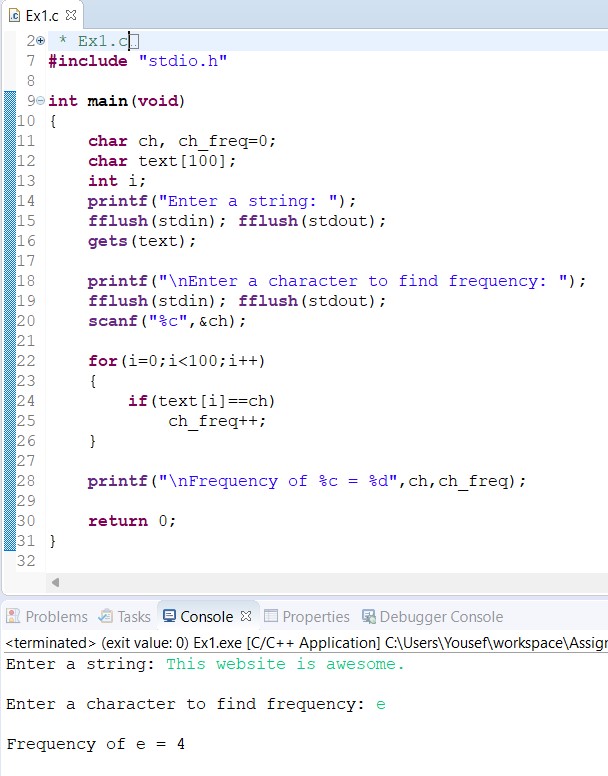 Ex1.c
2 * Ex1.c
7 #include "stdio.h"
8
9 int main(void)
10 {
11     char ch, ch_freq=0;
12     char text[100];
13     int i;
14     printf("Enter a string: ");
15     fflush(stdin); fflush(stdout);
16     gets(text);
17
18     printf("\nEnter a character to find frequency: ");
19     fflush(stdin); fflush(stdout);
20     scanf("%c",&ch);
21
22     for(i=0;i<100;i++)
23     {
24         if(text[i]==ch)
25             ch_freq++;
26     }
27
28     printf("\nFrequency of %c = %d",ch,ch_freq);
29
30     return 0;
31 }
32
Problems Tasks Console Properties Debugger Console
<terminated> (exit value: 0) Ex1.exe [C/C++ Application] C:\Users\Yousef\workspace\Assigr
Enter a string: This website is awesome.
Enter a character to find frequency: e
Frequency of e = 4